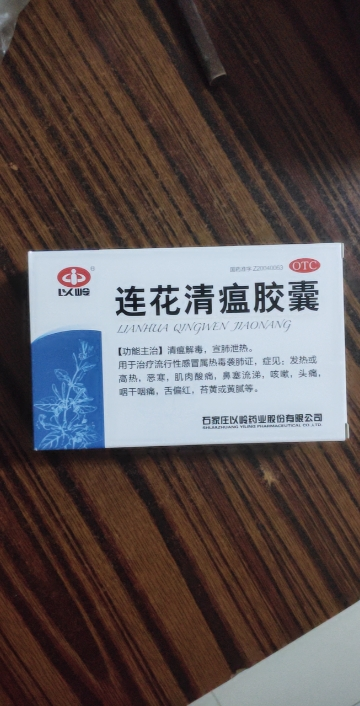 以人山岭
®
国药准字Z20040063
OTC
连花清瘟胶囊
LIANHUA QINGWEN JIAONANG
【功能主治】清瘟解毒，宣肺泄热。
用于治疗流行性感冒属热毒袭肺证，症见：发热或
高热，恶寒，肌肉酸痛，鼻塞流涕，咳嗽，头痛，
咽干咽痛，舌偏红，苔黄或黄腻等。
石家庄以岭药业股份有限公司
SHIJIAZHUANG YILING PHARMACEUTICAL CO.,LTD.